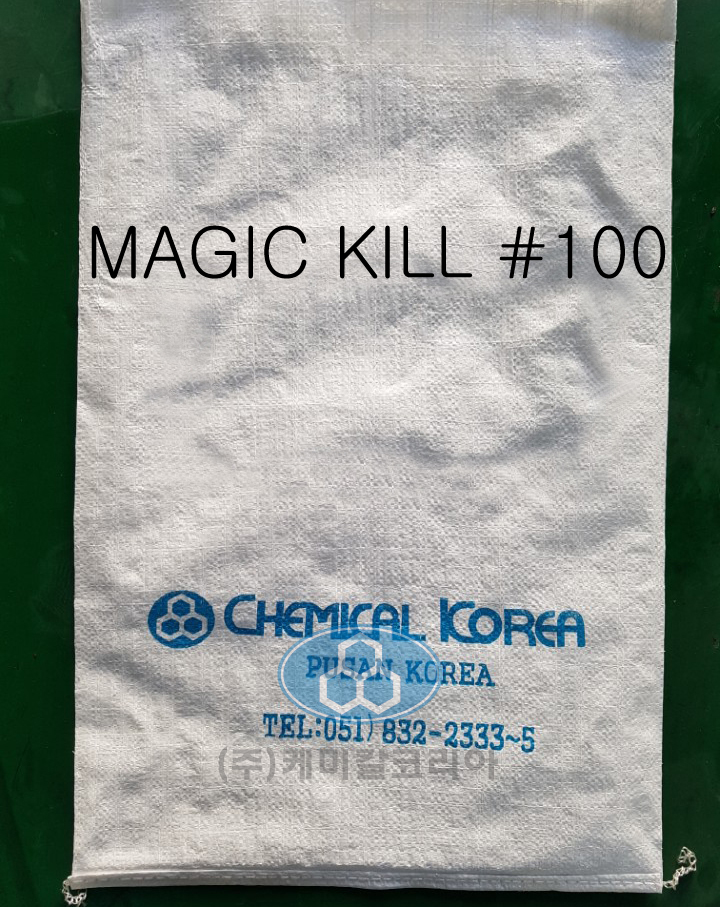 MAGIC KILL #100
CHEMICAL KOREA
PUSAN KOREA
TEL:051) 832-2333~5
(주)케미칼코리아